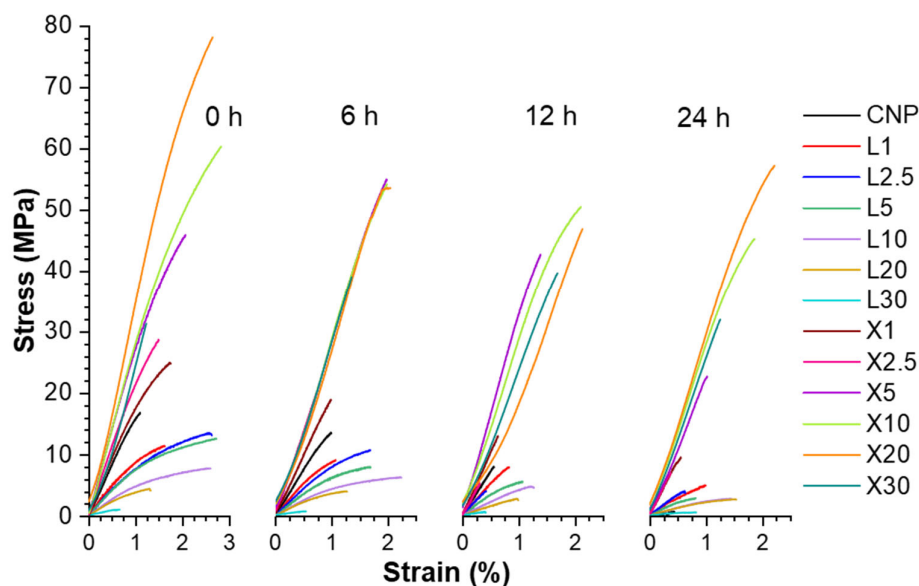 80
70
60
50
40
30
20
10
0
Stress (MPa)
0 h
6 h
12 h
24 h
0 1 2 3
0 1 2
0 1 2
0 1 2
Strain (%)
CNP
L1
L2.5
L5
L10
L20
L30
X1
X2.5
X5
X10
X20
X30